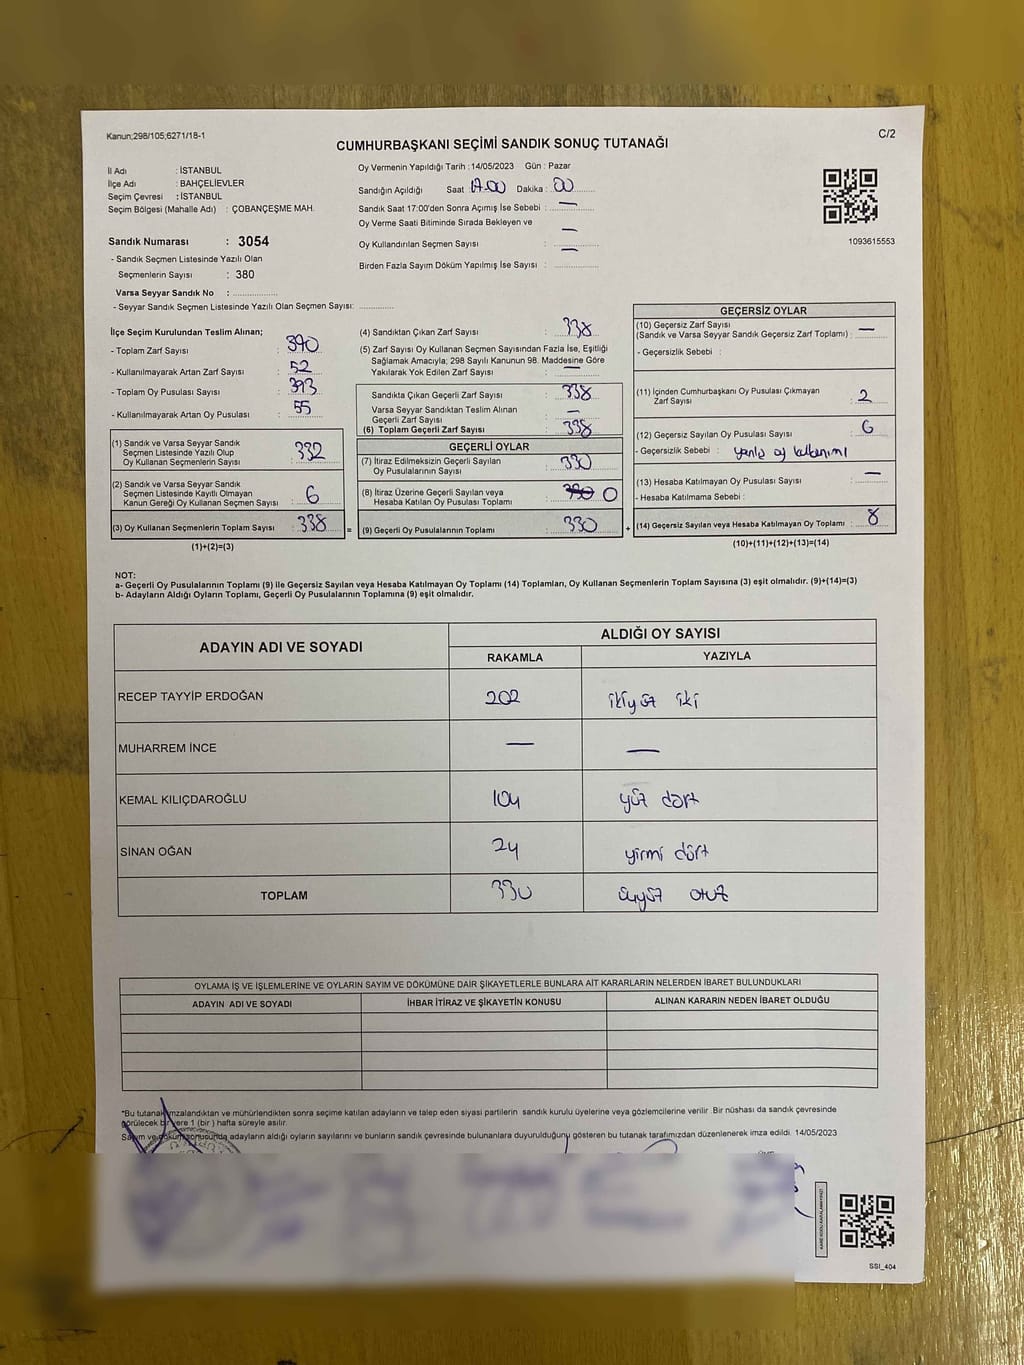 Kanun;298/105;6271/18-1
C/2
CUMHURBAŞKANI SEÇİMİ SANDIK SONUÇ TUTANAĞI
İl Adı : İSTANBUL
İlçe Adı : BAHÇELİEVLER
Seçim Çevresi : İSTANBUL
Seçim Bölgesi (Mahalle Adı) : ÇOBANÇEŞME MAH.
Sandık Numarası : 3054
- Sandık Seçmen Listesinde Yazılı Olan
Seçmenlerin Sayısı : 380
Varsa Seyyar Sandık No : ..................
- Seyyar Sandık Seçmen Listesinde Yazılı Olan Seçmen Sayısı: ..............
Oy Vermenin Yapıldığı Tarih :14/05/2023 Gün : Pazar
Sandığın Açıldığı Saat 17.00 Dakika : 00
Sandık Saat 17:00'den Sonra Açımış İse Sebebi : —
Oy Verme Saati Bitiminde Sırada Bekleyen ve —
Oy Kullandırılan Seçmen Sayısı : —
Birden Fazla Sayım Döküm Yapılmış İse Sayısı :
1093615553
İlçe Seçim Kurulundan Teslim Alınan;
- Toplam Zarf Sayısı : 390
- Kullanılmayarak Artan Zarf Sayısı : 52
- Toplam Oy Pusulası Sayısı : 393
- Kullanılmayarak Artan Oy Pusulası : 55
(1) Sandık ve Varsa Seyyar Sandık
Seçmen Listesinde Yazılı Olup
Oy Kullanan Seçmenlerin Sayısı : 332
(2) Sandık ve Varsa Seyyar Sandık
Seçmen Listesinde Kayıtlı Olmayan
Kanun Gereği Oy Kullanan Seçmen Sayısı : 6
(3) Oy Kullanan Seçmenlerin Toplam Sayısı : 338 =
(1)+(2)=(3)
(4) Sandıktan Çıkan Zarf Sayısı : 338
(5) Zarf Sayısı Oy Kullanan Seçmen Sayısından Fazla İse, Eşitliği
Sağlamak Amacıyla; 298 Sayılı Kanunun 98. Maddesine Göre
Yakılarak Yok Edilen Zarf Sayısı : —
Sandıkta Çıkan Geçerli Zarf Sayısı : 338
Varsa Seyyar Sandıktan Teslim Alınan
Geçerli Zarf Sayısı : —
(6) Toplam Geçerli Zarf Sayısı : 338
GEÇERLİ OYLAR
(7) İtiraz Edilmeksizin Geçerli Sayılan
Oy Pusulasının Sayısı : 330
(8) İtiraz Üzerine Geçerli Sayılan veya
Hesaba Katılan Oy Pusulası Toplamı : 0
(9) Geçerli Oy Pusulalarının Toplamı : 330 +
GEÇERSİZ OYLAR
(10) Geçersiz Zarf Sayısı
(Sandık ve Varsa Seyyar Sandık Geçersiz Zarf Toplamı) : —
- Geçersizlik Sebebi :
(11) İçinden Cumhurbaşkanı Oy Pusulası Çıkmayan
Zarf Sayısı : 2
(12) Geçersiz Sayılan Oy Pusulası Sayısı : 6
- Geçersizlik Sebebi : yanlış oy kullanımı
(13) Hesaba Katılmayan Oy Pusulası Sayısı : —
- Hesaba Katılmama Sebebi :
(14) Geçersiz Sayılan veya Hesaba Katılmayan Oy Toplamı : 8
(10)+(11)+(12)+(13)=(14)
NOT:
a- Geçerli Oy Pusulalarının Toplamı (9) ile Geçersiz Sayılan veya Hesaba Katılmayan Oy Toplamı (14) Toplamları, Oy Kullanan Seçmenlerin Toplam Sayısına (3) eşit olmalıdır. (9)+(14)=(3)
b- Adayların Aldığı Oyların Toplamı, Geçerli Oy Pusulalarının Toplamına (9) eşit olmalıdır.
ADAYIN ADI VE SOYADI
ALDIĞI OY SAYISI
RAKAMLA YAZIYLA
RECEP TAYYİP ERDOĞAN 202 ikiyüz iki
MUHARREM İNCE — —
KEMAL KILIÇDAROĞLU 104 yüz dört
SİNAN OĞAN 24 yirmi dört
TOPLAM 330 üçyüz otuz
OYLAMA İŞ VE İŞLEMLERİNE VE OYLARIN SAYIM VE DÖKÜMÜNE DAİR ŞİKAYETLERLE BUNLARA AİT KARARLARIN NELERDEN İBARET BULUNDUKLARI
ADAYIN ADI VE SOYADI İHBAR İTİRAZ VE ŞİKAYETİN KONUSU ALINAN KARARIN NEDEN İBARET OLDUĞU
*Bu tutanak imzalandıktan ve mühürlendikten sonra seçime katılan adayların ve talep eden siyasi partilerin sandık kurulu üyelerine veya gözlemcilerine verilir. Bir nüshası da sandık çevresinde
görülecek bir yere 1 (bir ) hafta süreyle asılır.
Sayım ve döküm sonucunda adayların aldığı oyların sayılarını ve bunların sandık çevresinde bulunanlara duyurulduğunu gösteren bu tutanak tarafımızdan düzenlenerek imza edildi. 14/05/2023
SSI_404